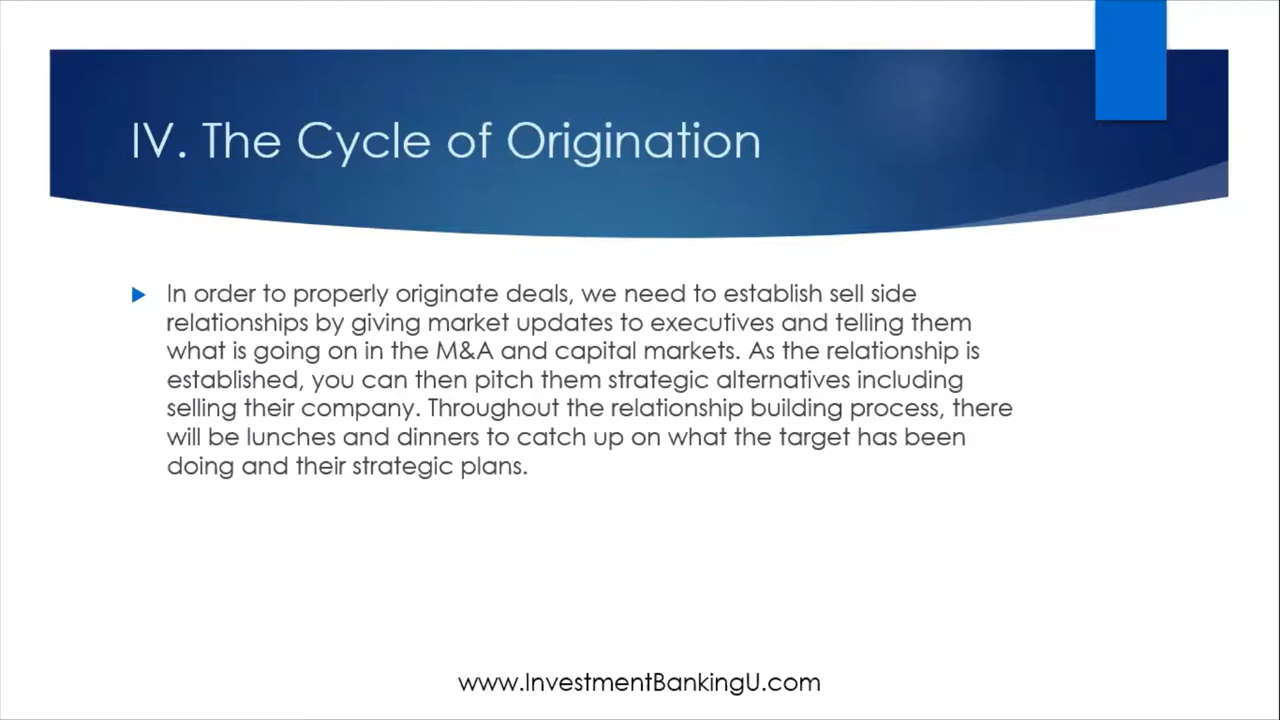 IV. The Cycle of Origination
In order to properly originate deals, we need to establish sell side
relationships by giving market updates to executives and telling them
what is going on in the M&A and capital markets. As the relationship is
established, you can then pitch them strategic alternatives including
selling their company. Throughout the relationship building process, there
will be lunches and dinners to catch up on what the target has been
doing and their strategic plans.
www.InvestmentBankingU.com